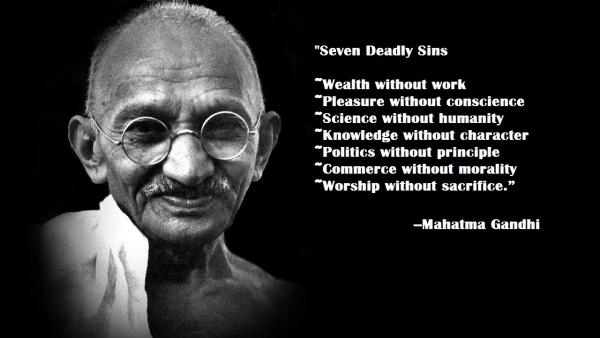 "Seven Deadly Sins
~Wealth without work
~Pleasure without conscience
~Science without humanity
~Knowledge without character
~Politics without principle
~Commerce without morality
~Worship without sacrifice.”
—Mahatma Gandhi